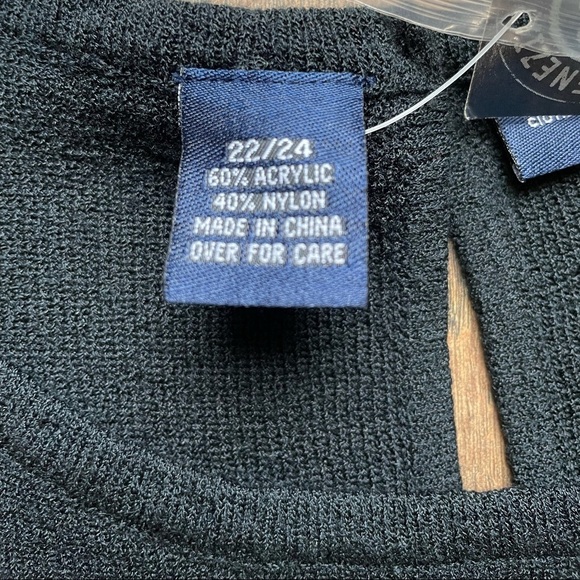 22/24
60% ACRYLIC
40% NYLON
MADE IN CHINA
OVER FOR CARE